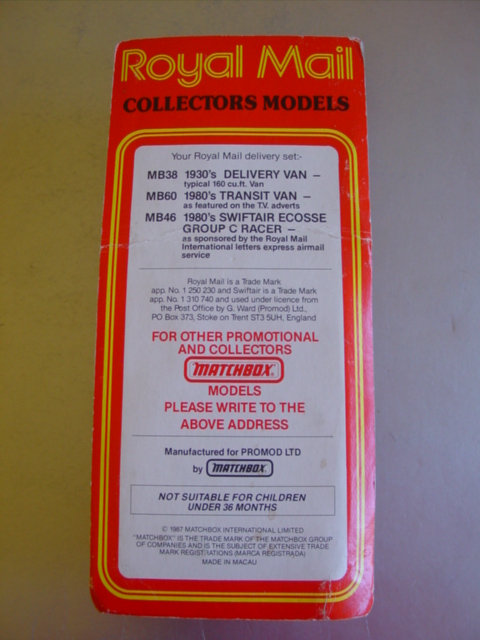 Royal Mail
COLLECTORS MODELS
Your Royal Mail delivery set:-
MB38 1930's DELIVERY VAN –
typical 160 cu.ft. Van
MB60 1980's TRANSIT VAN –
as featured on the T.V. adverts
MB46 1980's SWIFTAIR ECOSSE
GROUP C RACER –
as sponsored by the Royal Mail
International letters express airmail
service
Royal Mail is a Trade Mark
app. No. 1 250 230 and Swiftair is a Trade Mark
app. No. 1 310 740 and used under licence from
the Post Office by G. Ward (Promod) Ltd.,
PO Box 373, Stoke on Trent ST3 5UH, England
FOR OTHER PROMOTIONAL
AND COLLECTORS
MATCHBOX
MODELS
PLEASE WRITE TO THE
ABOVE ADDRESS
Manufactured for PROMOD LTD
by MATCHBOX
NOT SUITABLE FOR CHILDREN
UNDER 36 MONTHS
© 1987 MATCHBOX INTERNATIONAL LIMITED
"MATCHBOX" IS THE TRADE MARK OF THE MATCHBOX GROUP
OF COMPANIES AND IS THE SUBJECT OF EXTENSIVE TRADE
MARK REGISTRATIONS (MARCA REGISTRADA)
MADE IN MACAU